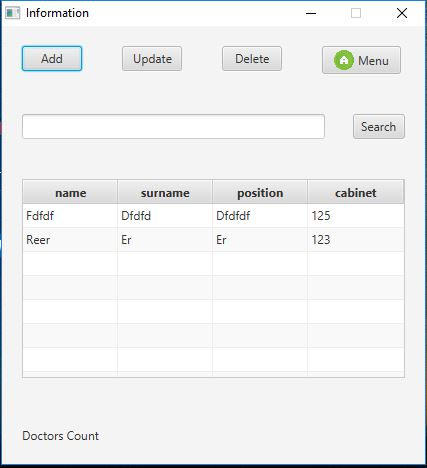 Information
Add Update Delete Menu
Search
name surname position cabinet
Fdfdf Dfdfd Dfdfdf 125
Reer Er Er 123
Doctors Count